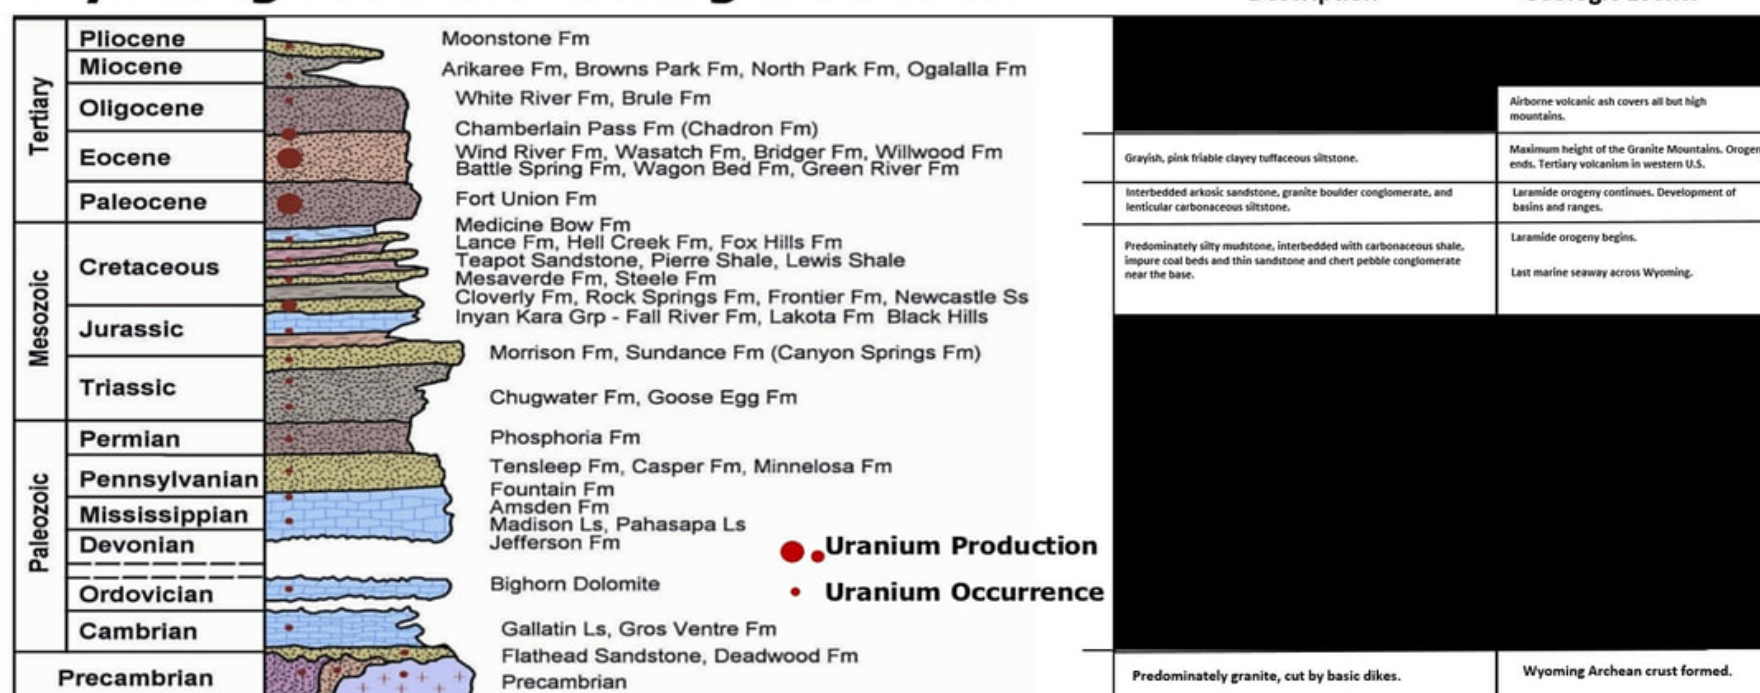 Tertiary
Pliocene
Moonstone Fm
Miocene
Arikaree Fm, Browns Park Fm, North Park Fm, Ogalalla Fm
Oligocene
White River Fm, Brule Fm
Airborne volcanic ash covers all but high
mountains.
Chamberlain Pass Fm (Chadron Fm)
Eocene
Wind River Fm, Wasatch Fm, Bridger Fm, Willwood Fm
Battle Spring Fm, Wagon Bed Fm, Green River Fm
Grayish, pink friable clayey tuffaceous siltstone.
Maximum height of the Granite Mountains. Orogen
ends. Tertiary volcanism in western U.S.
Paleocene
Fort Union Fm
Interbedded arkosic sandstone, granite boulder conglomerate, and
lenticular carbonaceous siltstone.
Laramide orogeny continues. Development of
basins and ranges.
Mesozoic
Cretaceous
Medicine Bow Fm
Lance Fm, Hell Creek Fm, Fox Hills Fm
Teapot Sandstone, Pierre Shale, Lewis Shale
Mesaverde Fm, Steele Fm
Cloverly Fm, Rock Springs Fm, Frontier Fm, Newcastle Ss
Inyan Kara Grp - Fall River Fm, Lakota Fm Black Hills
Predominately silty mudstone, interbedded with carbonaceous shale,
impure coal beds and thin sandstone and chert pebble conglomerate
near the base.
Laramide orogeny begins.
Last marine seaway across Wyoming.
Jurassic
Morrison Fm, Sundance Fm (Canyon Springs Fm)
Triassic
Chugwater Fm, Goose Egg Fm
Paleozoic
Permian
Phosphoria Fm
Pennsylvanian
Tensleep Fm, Casper Fm, Minnelosa Fm
Fountain Fm
Mississippian
Amsden Fm
Madison Ls, Pahasapa Ls
Devonian
Jefferson Fm
Uranium Production
Ordovician
Bighorn Dolomite
Uranium Occurrence
Cambrian
Gallatin Ls, Gros Ventre Fm
Flathead Sandstone, Deadwood Fm
Precambrian
Precambrian
Predominately granite, cut by basic dikes.
Wyoming Archean crust formed.